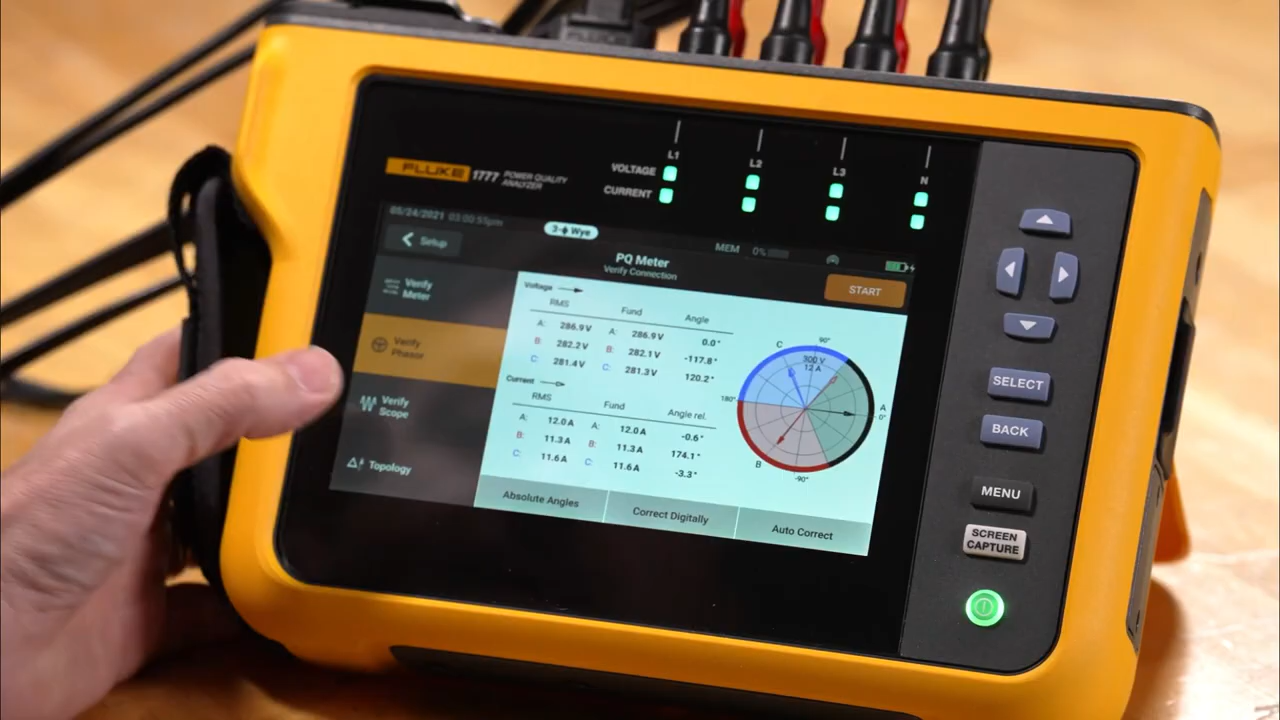 FLUKE
L1
L2
L3
N
VOLTAGE
CURRENT
FLUKE 1777 POWER QUALITY
ANALYZER
05/24/2021 03:00:55pm
3-ϕ Wye
MEM 0%
Setup
PQ Meter
Verify Connection
START
Verify
Meter
Verify
Phasor
Verify
Scope
Topology
Voltage
RMS Fund Angle
A: 286.9V A: 286.9V 0.0°
B: 282.2V B: 282.1V -117.8°
C: 281.4V C: 281.3V 120.2°
Current
RMS Fund Angle rel.
A: 12.0A A: 12.0A -0.6°
B: 11.3A B: 11.3A 174.1°
C: 11.6A C: 11.6A -3.3°
C 90°
300 V
12 A
180°
A
0°
B
-90°
Absolute Angles
Correct Digitally
Auto Correct
SELECT
BACK
MENU
SCREEN
CAPTURE